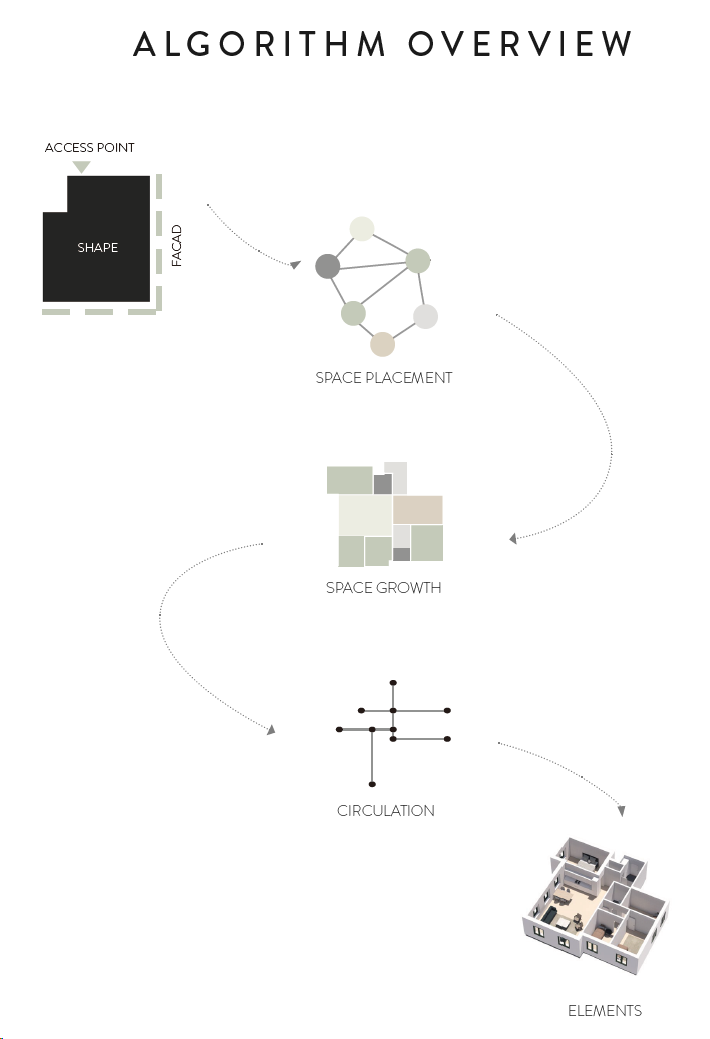 ALGORITHM OVERVIEW
ACCESS POINT
SHAPE
FACAD
SPACE PLACEMENT
SPACE GROWTH
CIRCULATION
ELEMENTS